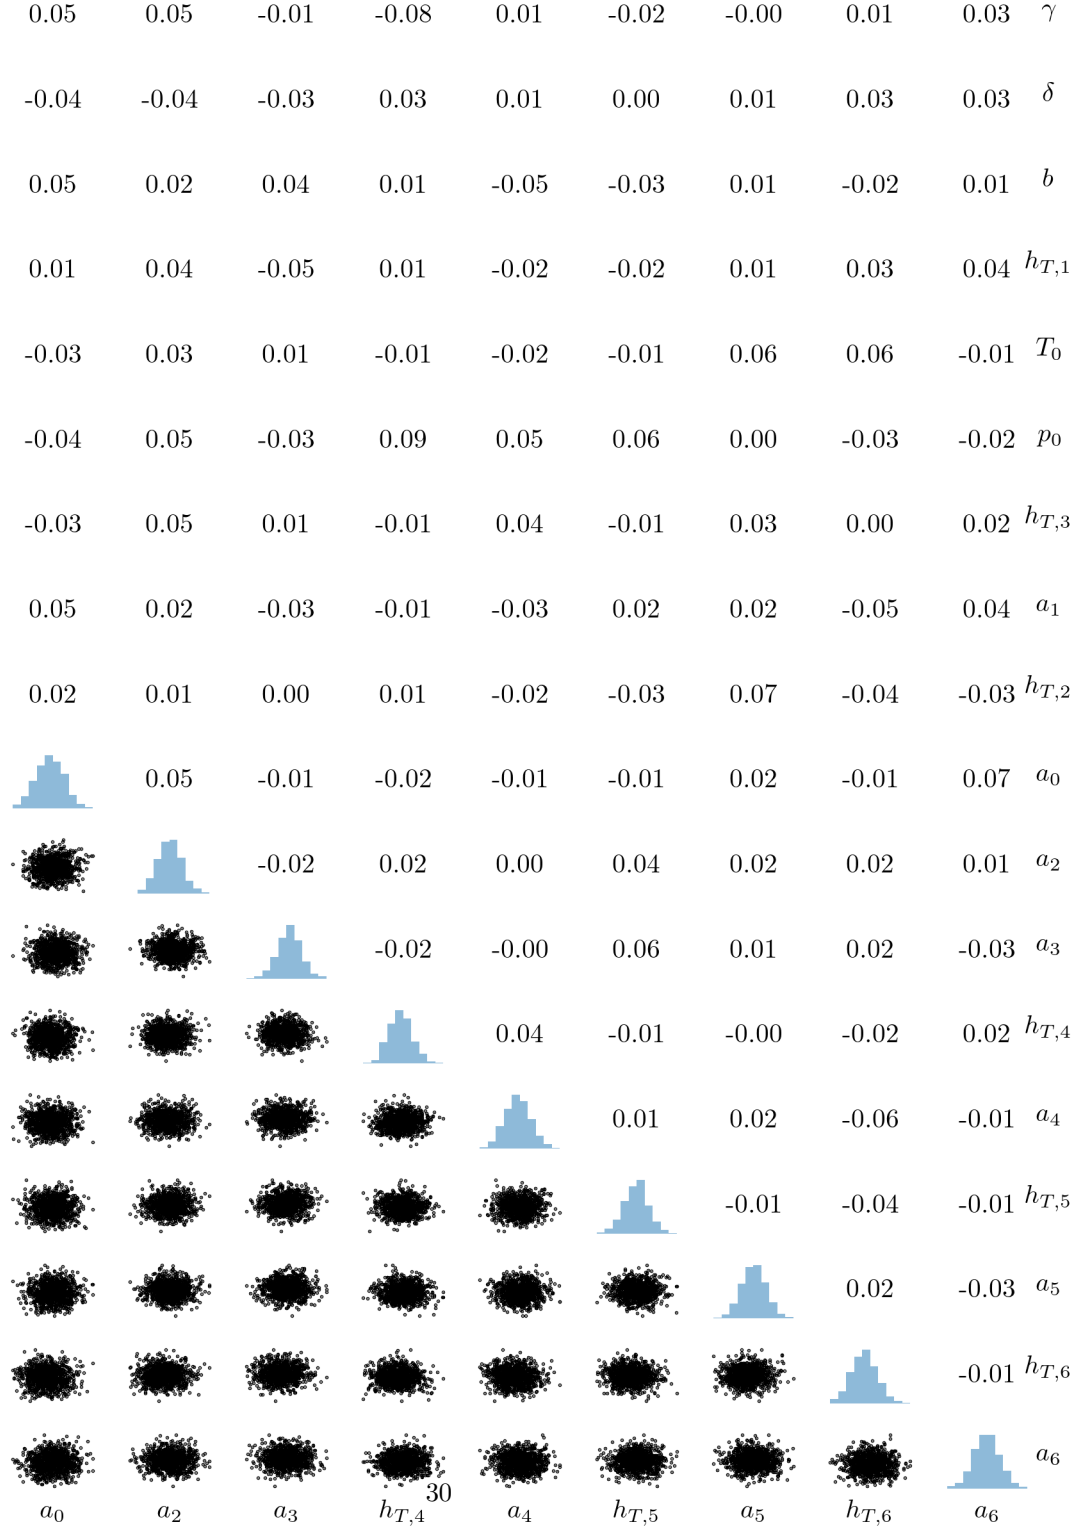 0.05 0.05 -0.01 -0.08 0.01 -0.02 -0.00 0.01 0.03 γ
-0.04 -0.04 -0.03 0.03 0.01 0.00 0.01 0.03 0.03 δ
0.05 0.02 0.04 0.01 -0.05 -0.03 0.01 -0.02 0.01 b
0.01 0.04 -0.05 0.01 -0.02 -0.02 0.01 0.03 0.04 h_{T,1}
-0.03 0.03 0.01 -0.01 -0.02 -0.01 0.06 0.06 -0.01 T_0
-0.04 0.05 -0.03 0.09 0.05 0.06 0.00 -0.03 -0.02 p_0
-0.03 0.05 0.01 -0.01 0.04 -0.01 0.03 0.00 0.02 h_{T,3}
0.05 0.02 -0.03 -0.01 -0.03 0.02 0.02 -0.05 0.04 a_1
0.02 0.01 0.00 0.01 -0.02 -0.03 0.07 -0.04 -0.03 h_{T,2}
0.05 -0.01 -0.02 -0.01 -0.01 0.02 -0.01 0.07 a_0
-0.02 0.02 0.00 0.04 0.02 0.02 0.01 a_2
-0.02 -0.00 0.06 0.01 0.02 -0.03 a_3
0.04 -0.01 -0.00 -0.02 0.02 h_{T,4}
0.01 0.02 -0.06 -0.01 a_4
-0.01 -0.04 -0.01 h_{T,5}
0.02 -0.03 a_5
-0.01 h_{T,6}
a_6
30
a_0 a_2 a_3 h_{T,4} a_4 h_{T,5} a_5 h_{T,6} a_6